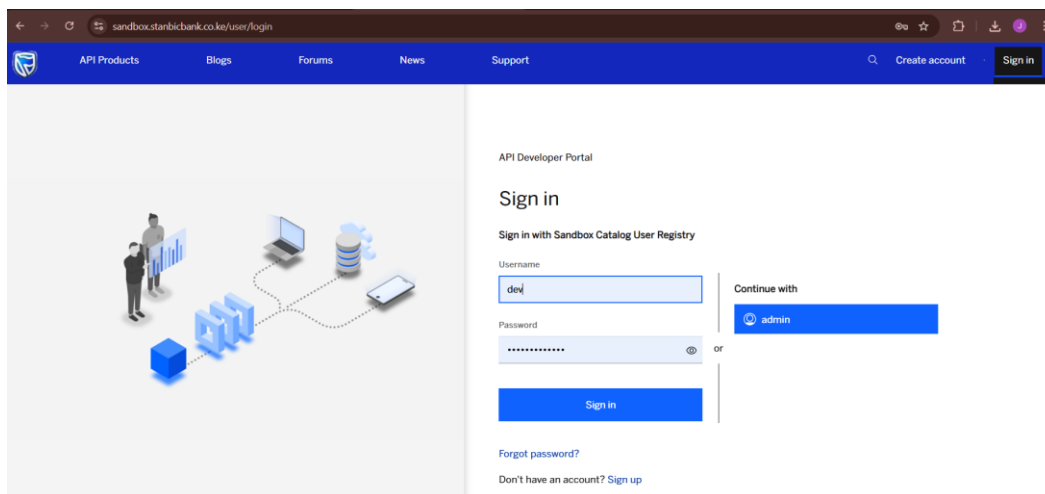 sandbox.stanbicbank.co.ke/user/login
API Products Blogs Forums News Support Create account Sign in
API Developer Portal
Sign in
Sign in with Sandbox Catalog User Registry
Username
dev
Continue with
admin
Password
•••••••••••••
or
Sign in
Forgot password?
Don't have an account? Sign up